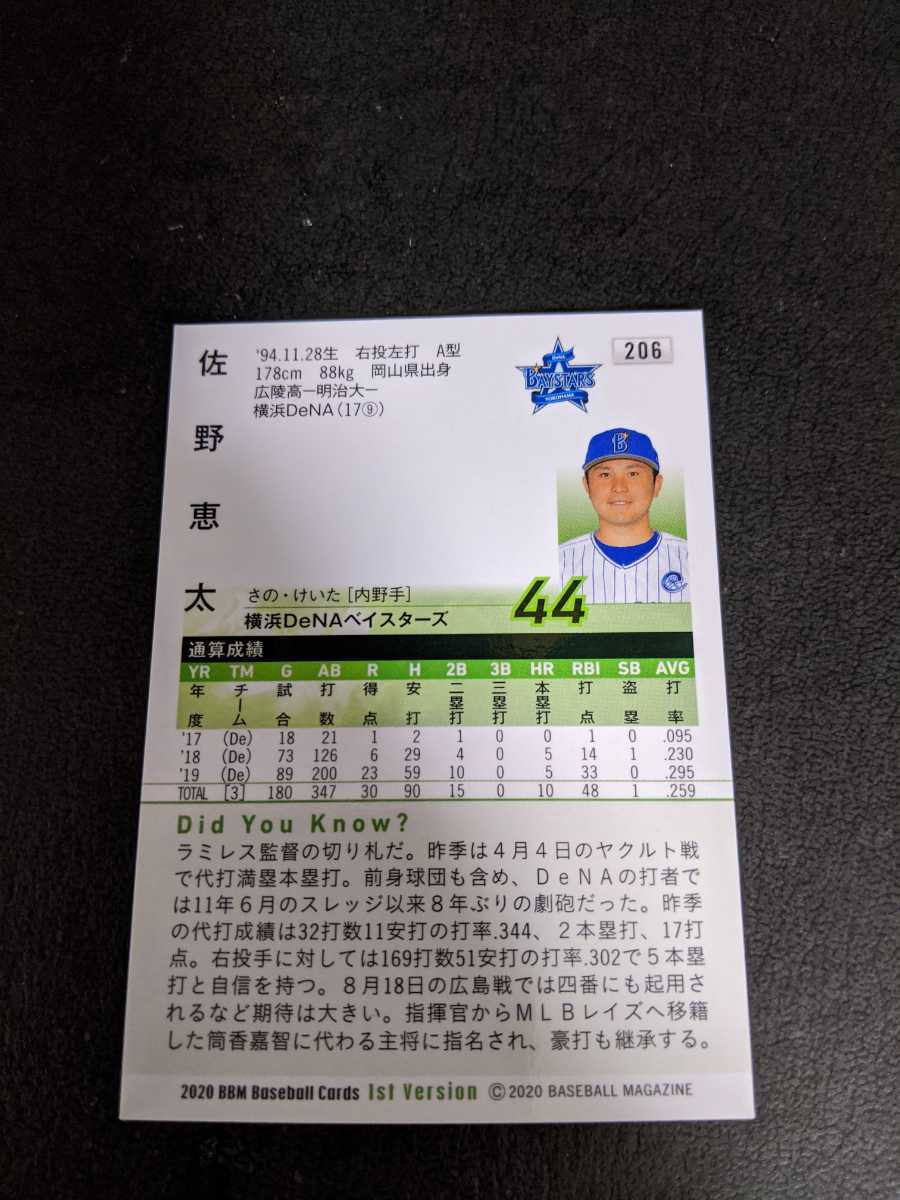 206
'94.11.28生 右投左打 A型
178cm 88kg 岡山県出身
広陵高ー明治大ー
横浜DeNA(17⑨)
DeNA
BAYSTARS
YOKOHAMA
B
佐野恵太
さの・けいた [内野手]
横浜DeNAベイスターズ
44
通算成績
YR TM G AB R H 2B 3B HR RBI SB AVG
年度 チーム 試合 打数 得点 安打 二塁打 三塁打 本塁打 打点 盗塁 打率
'17 (De) 18 21 1 2 1 0 0 1 0 .095
'18 (De) 73 126 6 29 4 0 5 14 1 .230
'19 (De) 89 200 23 59 10 0 5 33 0 .295
TOTAL [3] 180 347 30 90 15 0 10 48 1 .259
Did You Know?
ラミレス監督の切り札だ。昨季は4月4日のヤクルト戦
で代打満塁本塁打。前身球団も含め、DeNAの打者で
は11年6月のスレッジ以来8年ぶりの劇砲だった。昨季
の代打成績は32打数11安打の打率.344、2本塁打、17打
点。右投手に対しては169打数51安打の打率.302で5本塁
打と自信を持つ。8月18日の広島戦では四番にも起用さ
れるなど期待は大きい。指揮官からMLBレイズへ移籍
した筒香嘉智に代わる主将に指名され、豪打も継承する。
2020 BBM Baseball Cards 1st Version ©2020 BASEBALL MAGAZINE